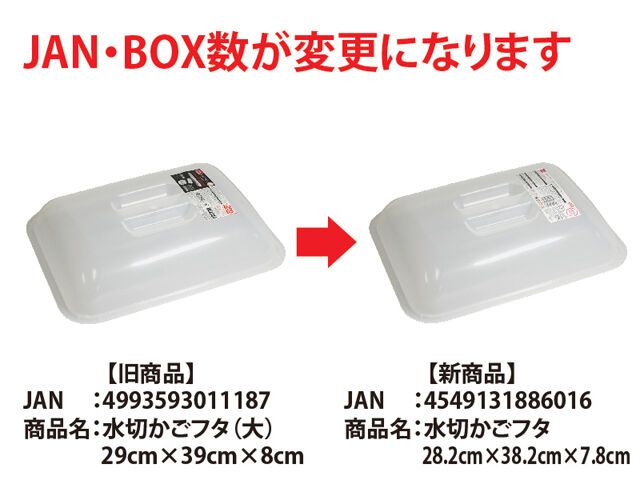 JAN・BOX数が変更になります
【旧商品】
JAN　：4993593011187
商品名：水切かごフタ（大）
29cm×39cm×8cm
【新商品】
JAN　：4549131886016
商品名：水切かごフタ
28.2cm×38.2cm×7.8cm